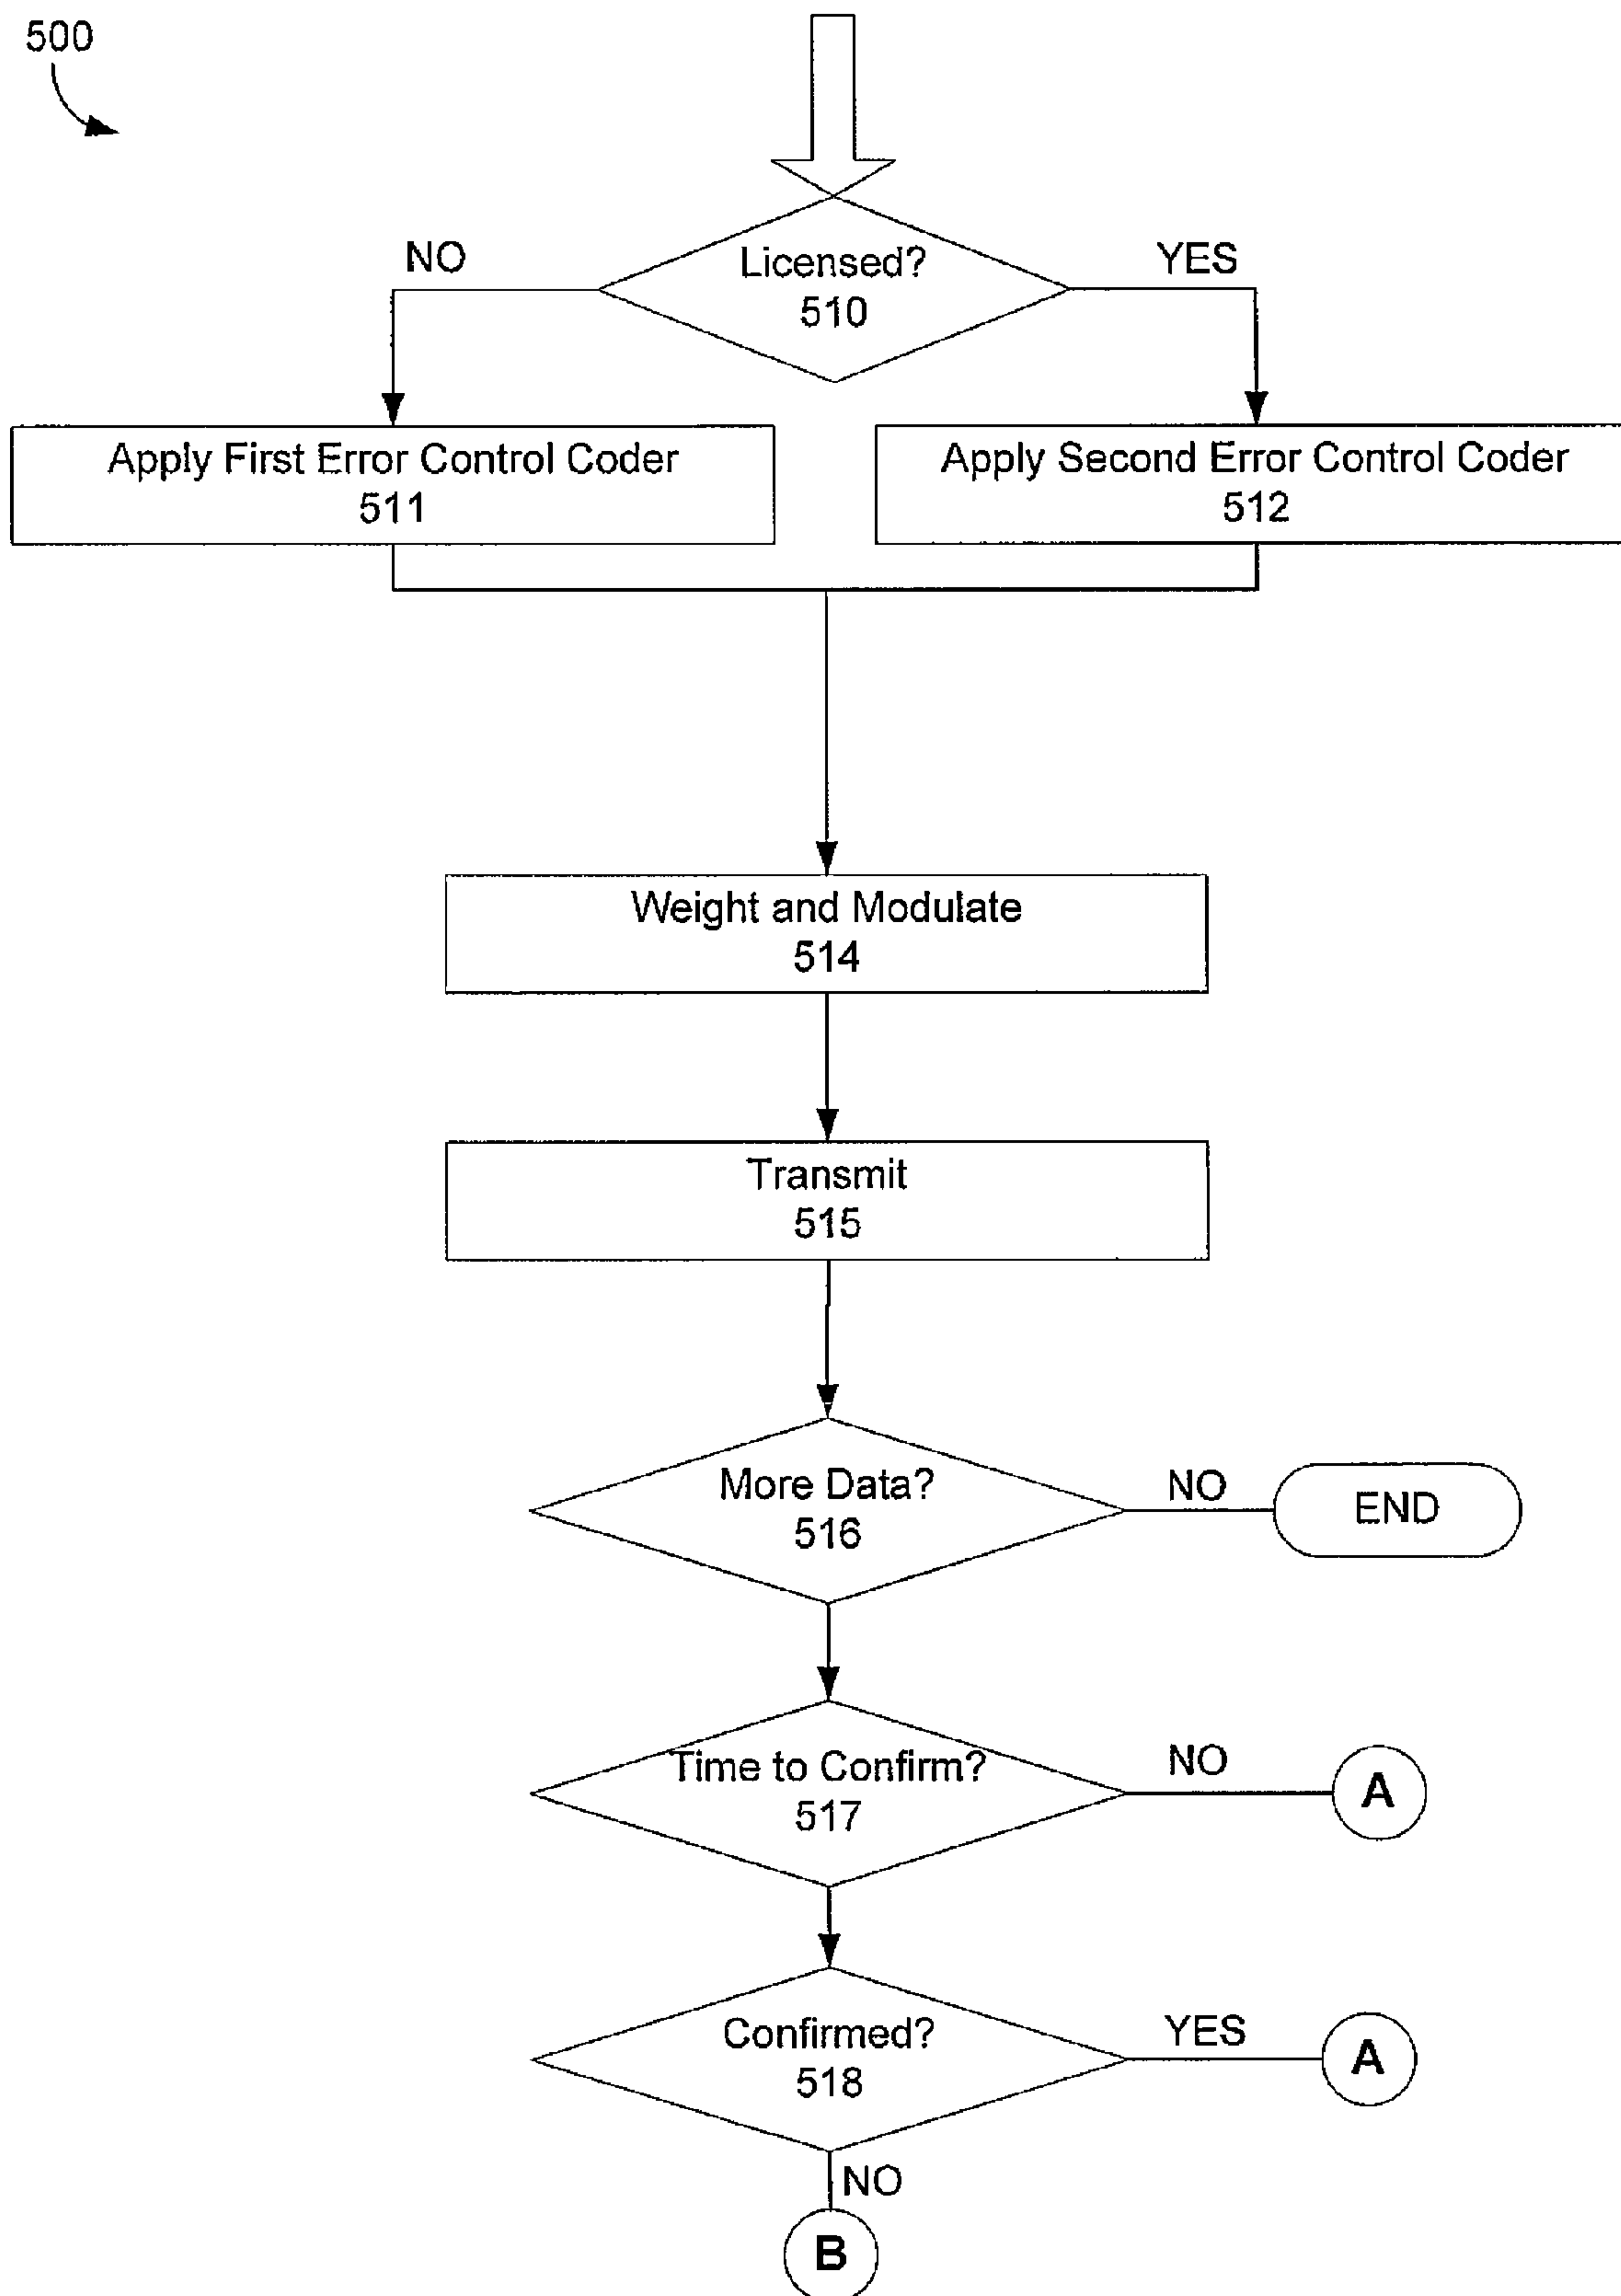 500
NO
Licensed?
510
YES
Apply First Error Control Coder
511
Apply Second Error Control Coder
512
Weight and Modulate
514
Transmit
515
More Data?
516
NO
END
Time to Confirm?
517
NO
A
Confirmed?
518
YES
A
NO
B